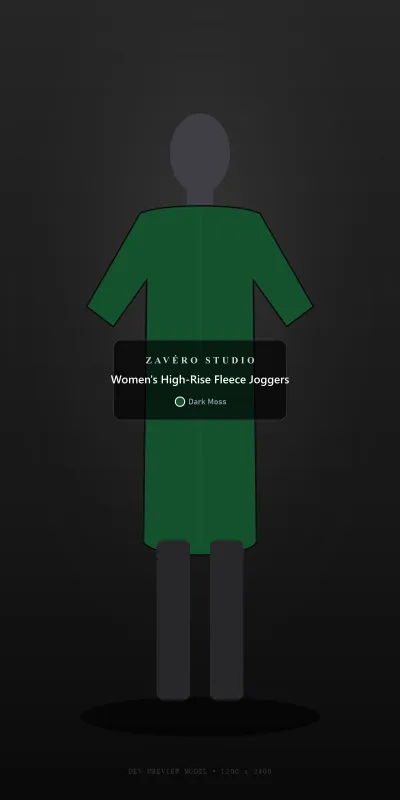 ZAVÉRO STUDIO
Women's High-Rise Fleece Joggers
Dark Moss
DEV PREVIEW MODEL • 1200 x 2400